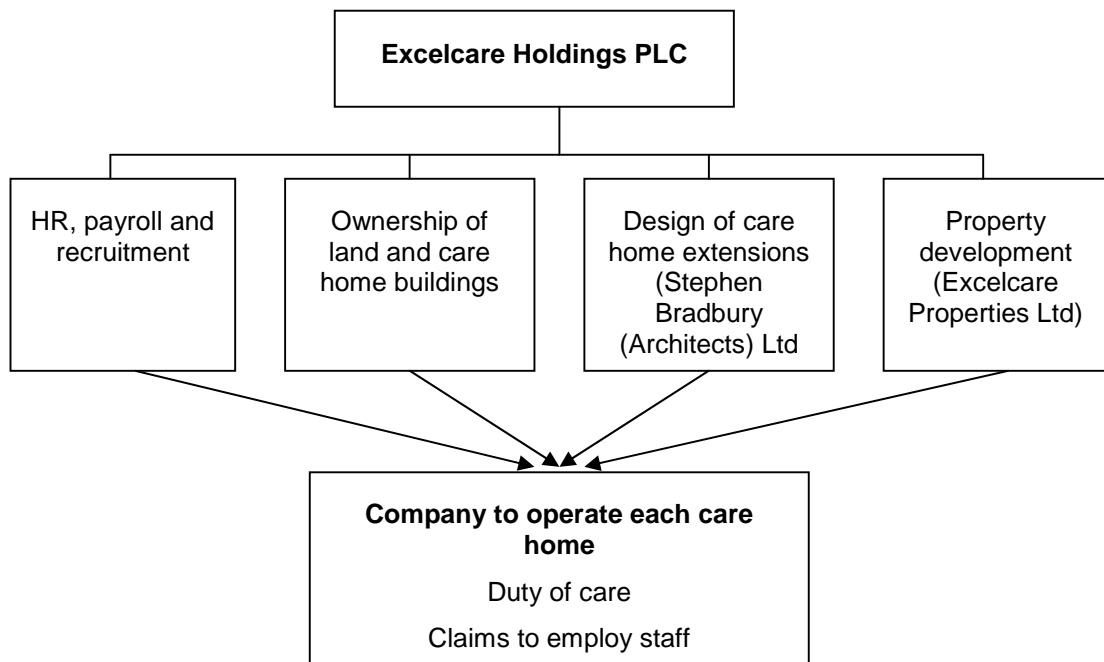 Excelcare Holdings PLC
HR, payroll and
recruitment
Ownership of
land and care
home buildings
Design of care
home extensions
(Stephen
Bradbury
(Architects) Ltd
Property
development
(Excelcare
Properties Ltd)
Company to operate each care
home
Duty of care
Claims to employ staff